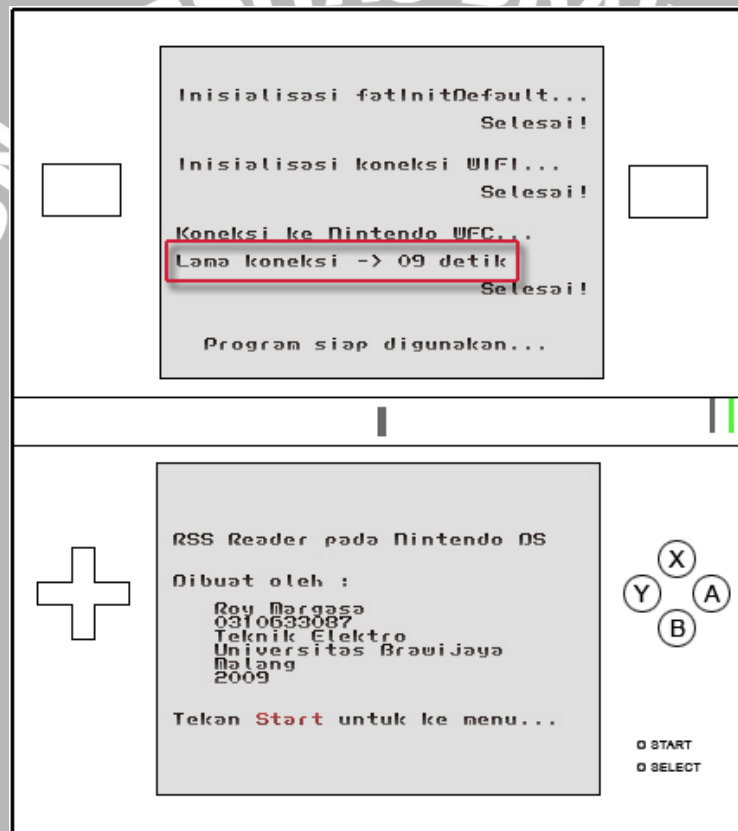 Inisialisasi fatInitDefault...
Selesai!
Inisialisasi koneksi WIFI...
Selesai!
Koneksi ke Nintendo WFC...
Lama koneksi -> 09 detik
Selesai!
Program siap digunakan...
RSS Reader pada Nintendo DS
Dibuat oleh :
Roy Margasa
0310633087
Teknik Elektro
Universitas Brawijaya
Malang
2009
Tekan Start untuk ke menu...
X
Y A
B
START
SELECT